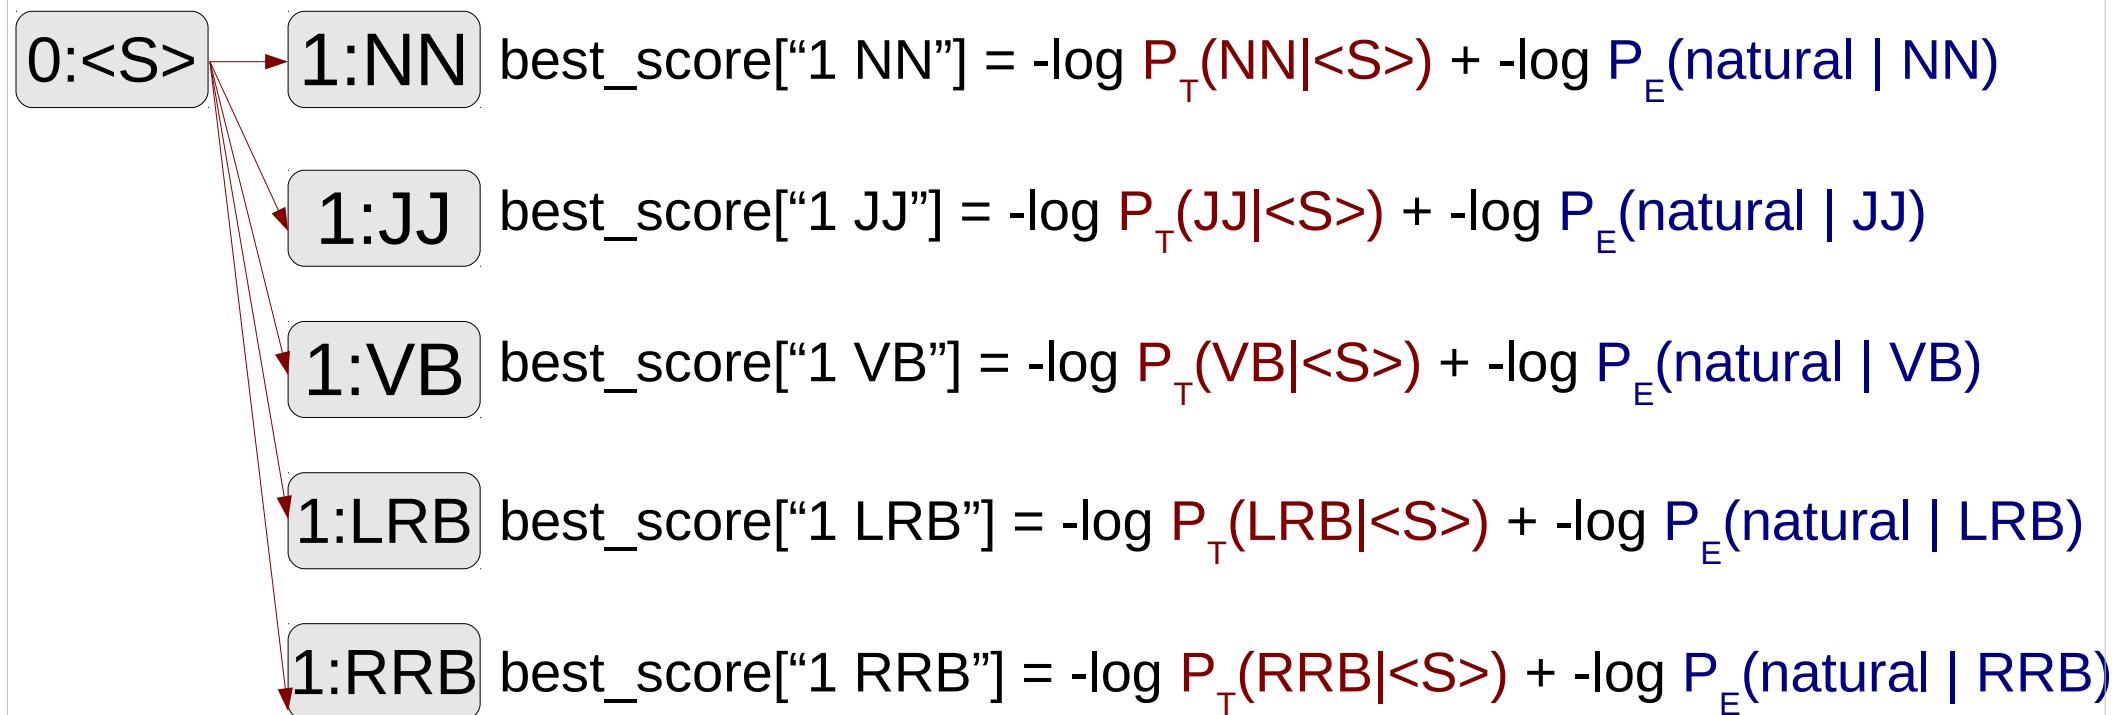 0:<S> 1:NN best_score[“1 NN”] = -log P_T(NN|<S>) + -log P_E(natural | NN)
1:JJ best_score[“1 JJ”] = -log P_T(JJ|<S>) + -log P_E(natural | JJ)
1:VB best_score[“1 VB”] = -log P_T(VB|<S>) + -log P_E(natural | VB)
1:LRB best_score[“1 LRB”] = -log P_T(LRB|<S>) + -log P_E(natural | LRB)
1:RRB best_score[“1 RRB”] = -log P_T(RRB|<S>) + -log P_E(natural | RRB)